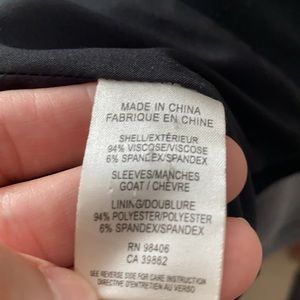 MADE IN CHINA
FABRIQUE EN CHINE
SHELL/EXTÉRIEUR
94% VISCOSE/VISCOSE
6% SPANDEX/SPANDEX
SLEEVES/MANCHES
GOAT / CHÈVRE
LINING/DOUBLURE
94% POLYESTER/POLYESTER
6% SPANDEX/SPANDEX
RN 98406
CA 39862
SEE REVERSE SIDE FOR CARE INSTRUCTION
DIRECTIVE D'ENTRETIEN AU VERSO